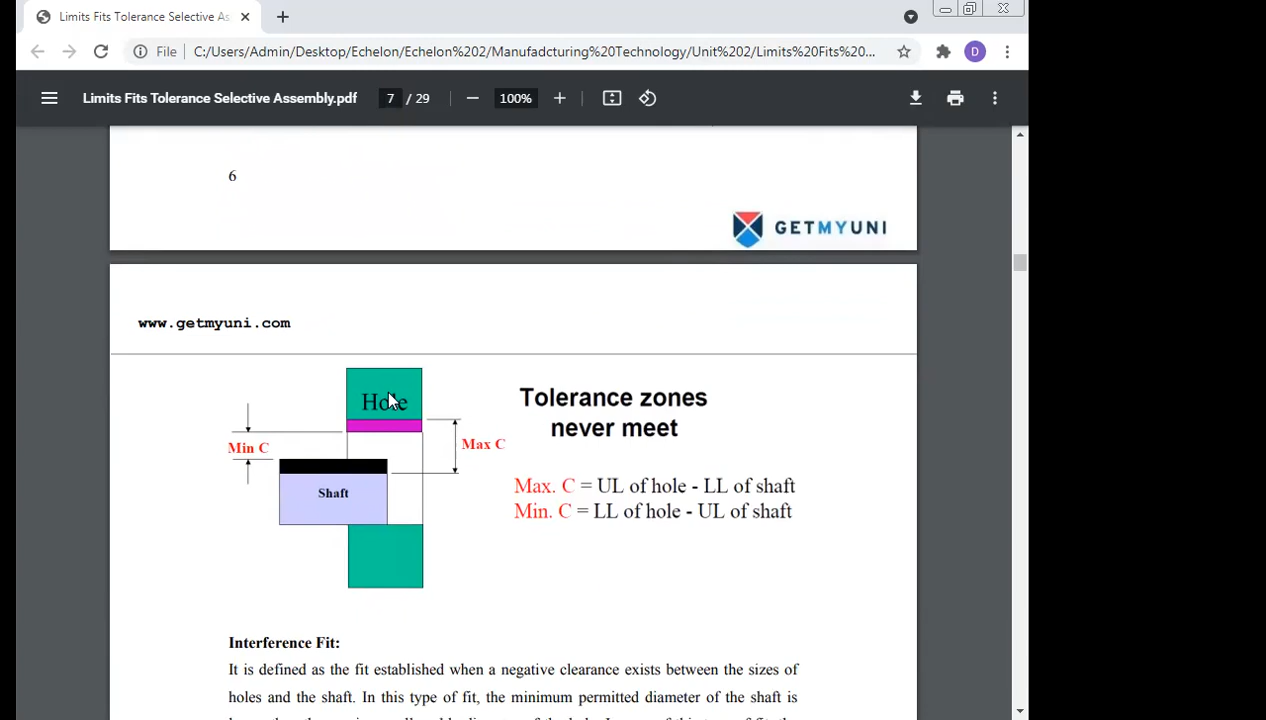 Limits Fits Tolerance Selective As
File C:/Users/Admin/Desktop/Echelon/Echelon%202/Manufadcturing%20Technology/Unit%202/Limits%20Fits%20... D
Limits Fits Tolerance Selective Assembly.pdf 7 / 29 100%
6
GETMYUNI
www.getmyuni.com
Hole
Tolerance zones
never meet
Min C
Max C
Shaft
Max. C = UL of hole - LL of shaft
Min. C = LL of hole - UL of shaft
Interference Fit:
It is defined as the fit established when a negative clearance exists between the sizes of
holes and the shaft. In this type of fit, the minimum permitted diameter of the shaft is